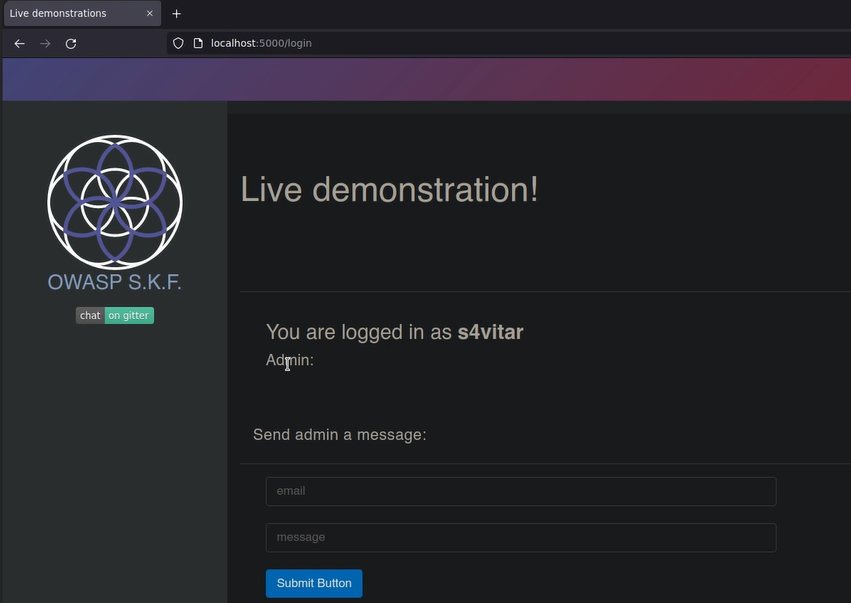 Live demonstrations
localhost:5000/login
OWASP S.K.F.
chat on gitter
Live demonstration!
You are logged in as s4vitar
Admin:
Send admin a message:
email
message
Submit Button